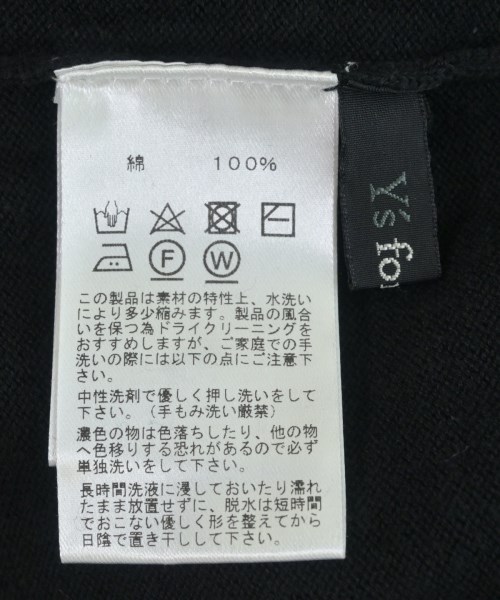 綿 100%
F W
この製品は素材の特性上、水洗い
により多少縮みます。製品の風合
いを保つ為ドライクリーニングを
おすすめしますが、ご家庭での手
洗いの際には以下の点にご注意下
さい。
中性洗剤で優しく押し洗いをして
下さい。（手もみ洗い厳禁）
濃色の物は色落ちしたり、他の物
へ色移りする恐れがあるので必ず
単独洗いをして下さい。
長時間洗液に浸しておいたり濡れ
たまま放置せずに、脱水は短時間
でおこない優しく形を整えてから
日陰で置き干しして下さい。
Y's for